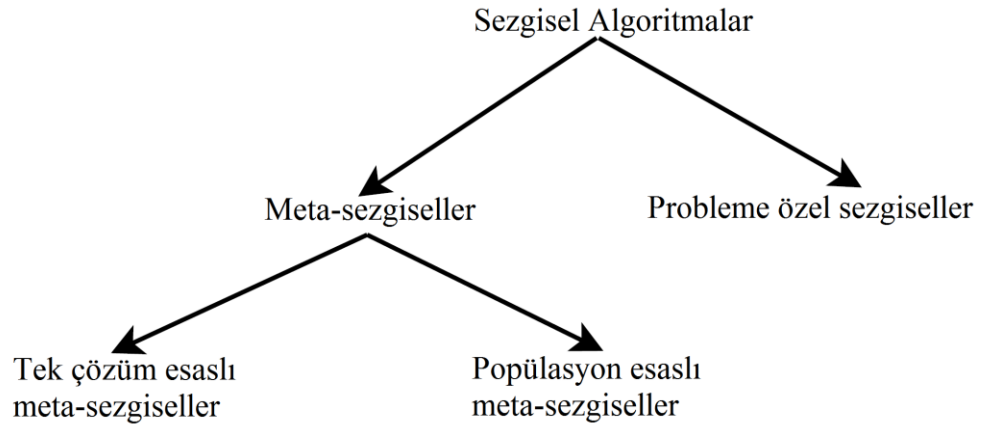 Sezgisel Algoritmalar
Meta-sezgiseller
Probleme özel sezgiseller
Tek çözüm esaslı
meta-sezgiseller
Popülasyon esaslı
meta-sezgiseller